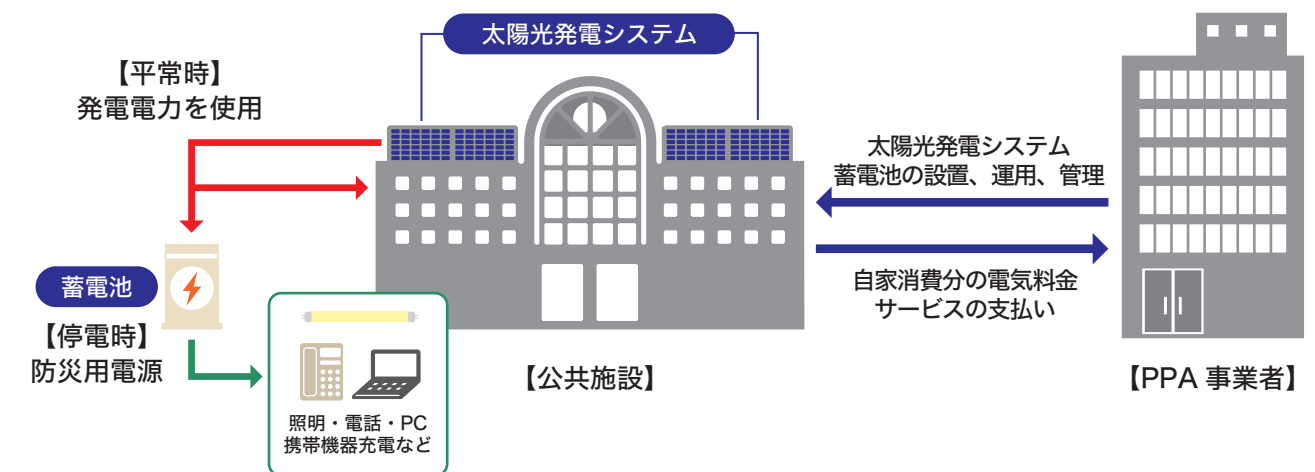 太陽光発電システム
【平常時】
発電電力を使用
太陽光発電システム
蓄電池の設置、運用、管理
自家消費分の電気料金
サービスの支払い
蓄電池
【停電時】
防災用電源
照明・電話・PC
携帯機器充電など
【公共施設】
【PPA 事業者】